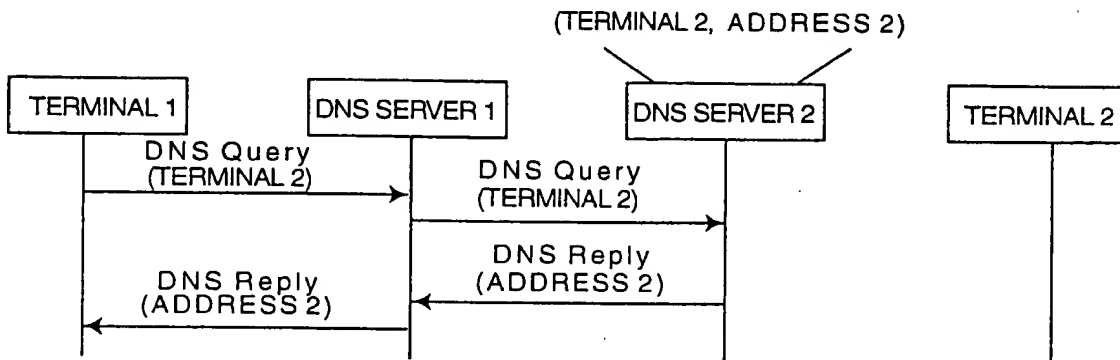 (TERMINAL 2, ADDRESS 2)
TERMINAL 1
DNS SERVER 1
DNS SERVER 2
TERMINAL 2
DNS Query
(TERMINAL 2)
DNS Query
(TERMINAL 2)
DNS Reply
(ADDRESS 2)
DNS Reply
(ADDRESS 2)